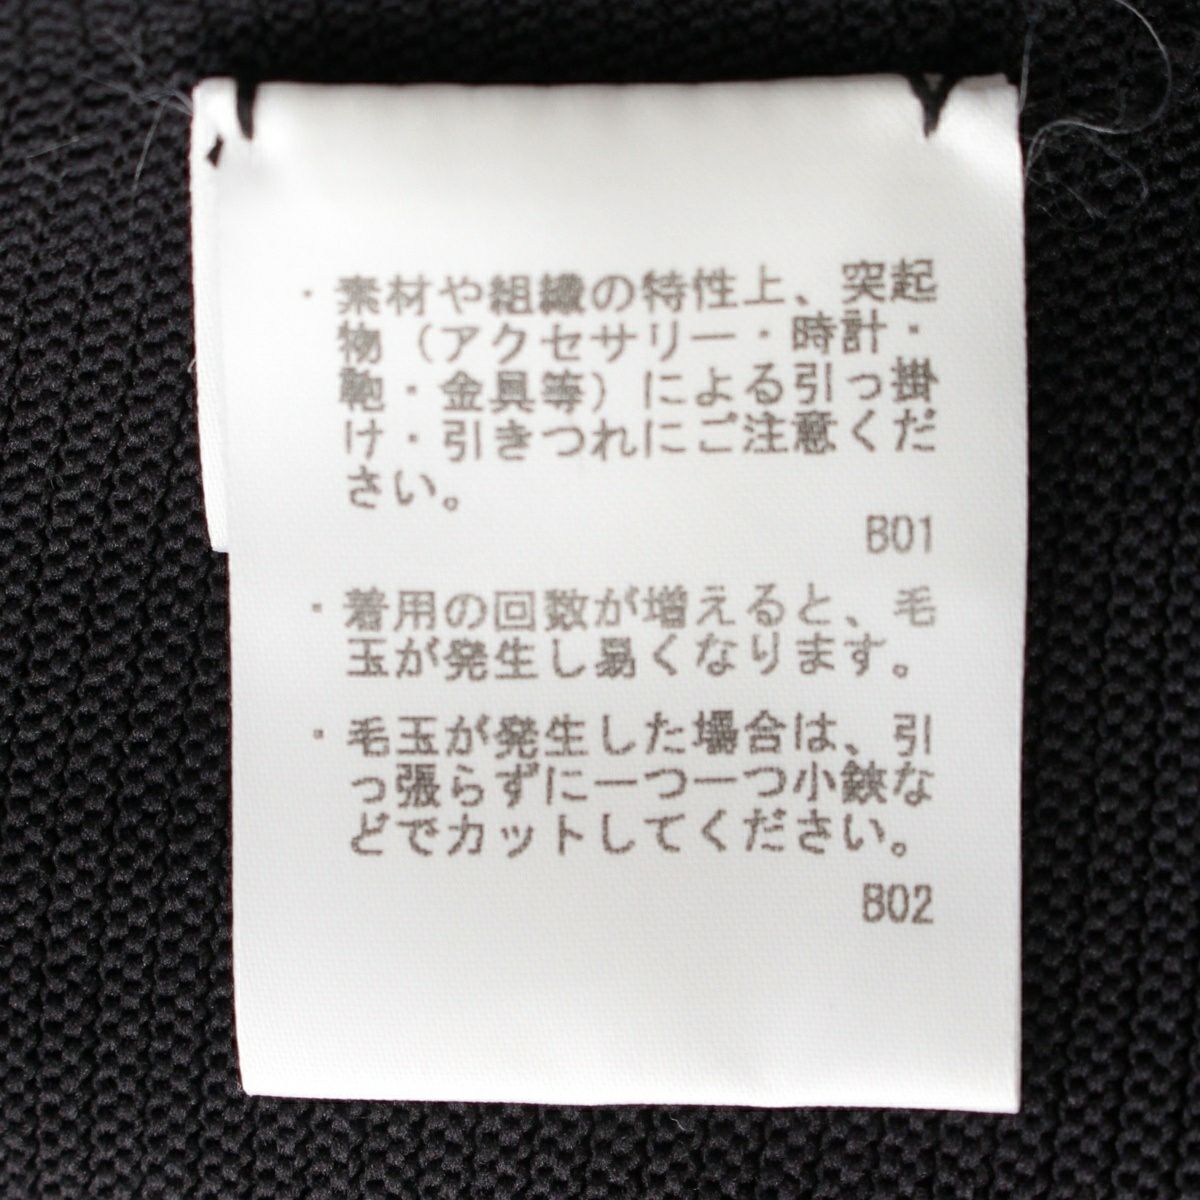 ・素材や組織の特性上、突起
物（アクセサリー・時計・
鞄・金具等）による引っ掛
け・引きつれにご注意くだ
さい。
B01
・着用の回数が増えると、毛
玉が発生し易くなります。
・毛玉が発生した場合は、引
っ張らずに一つ一つ小鋏な
どでカットしてください。
B02